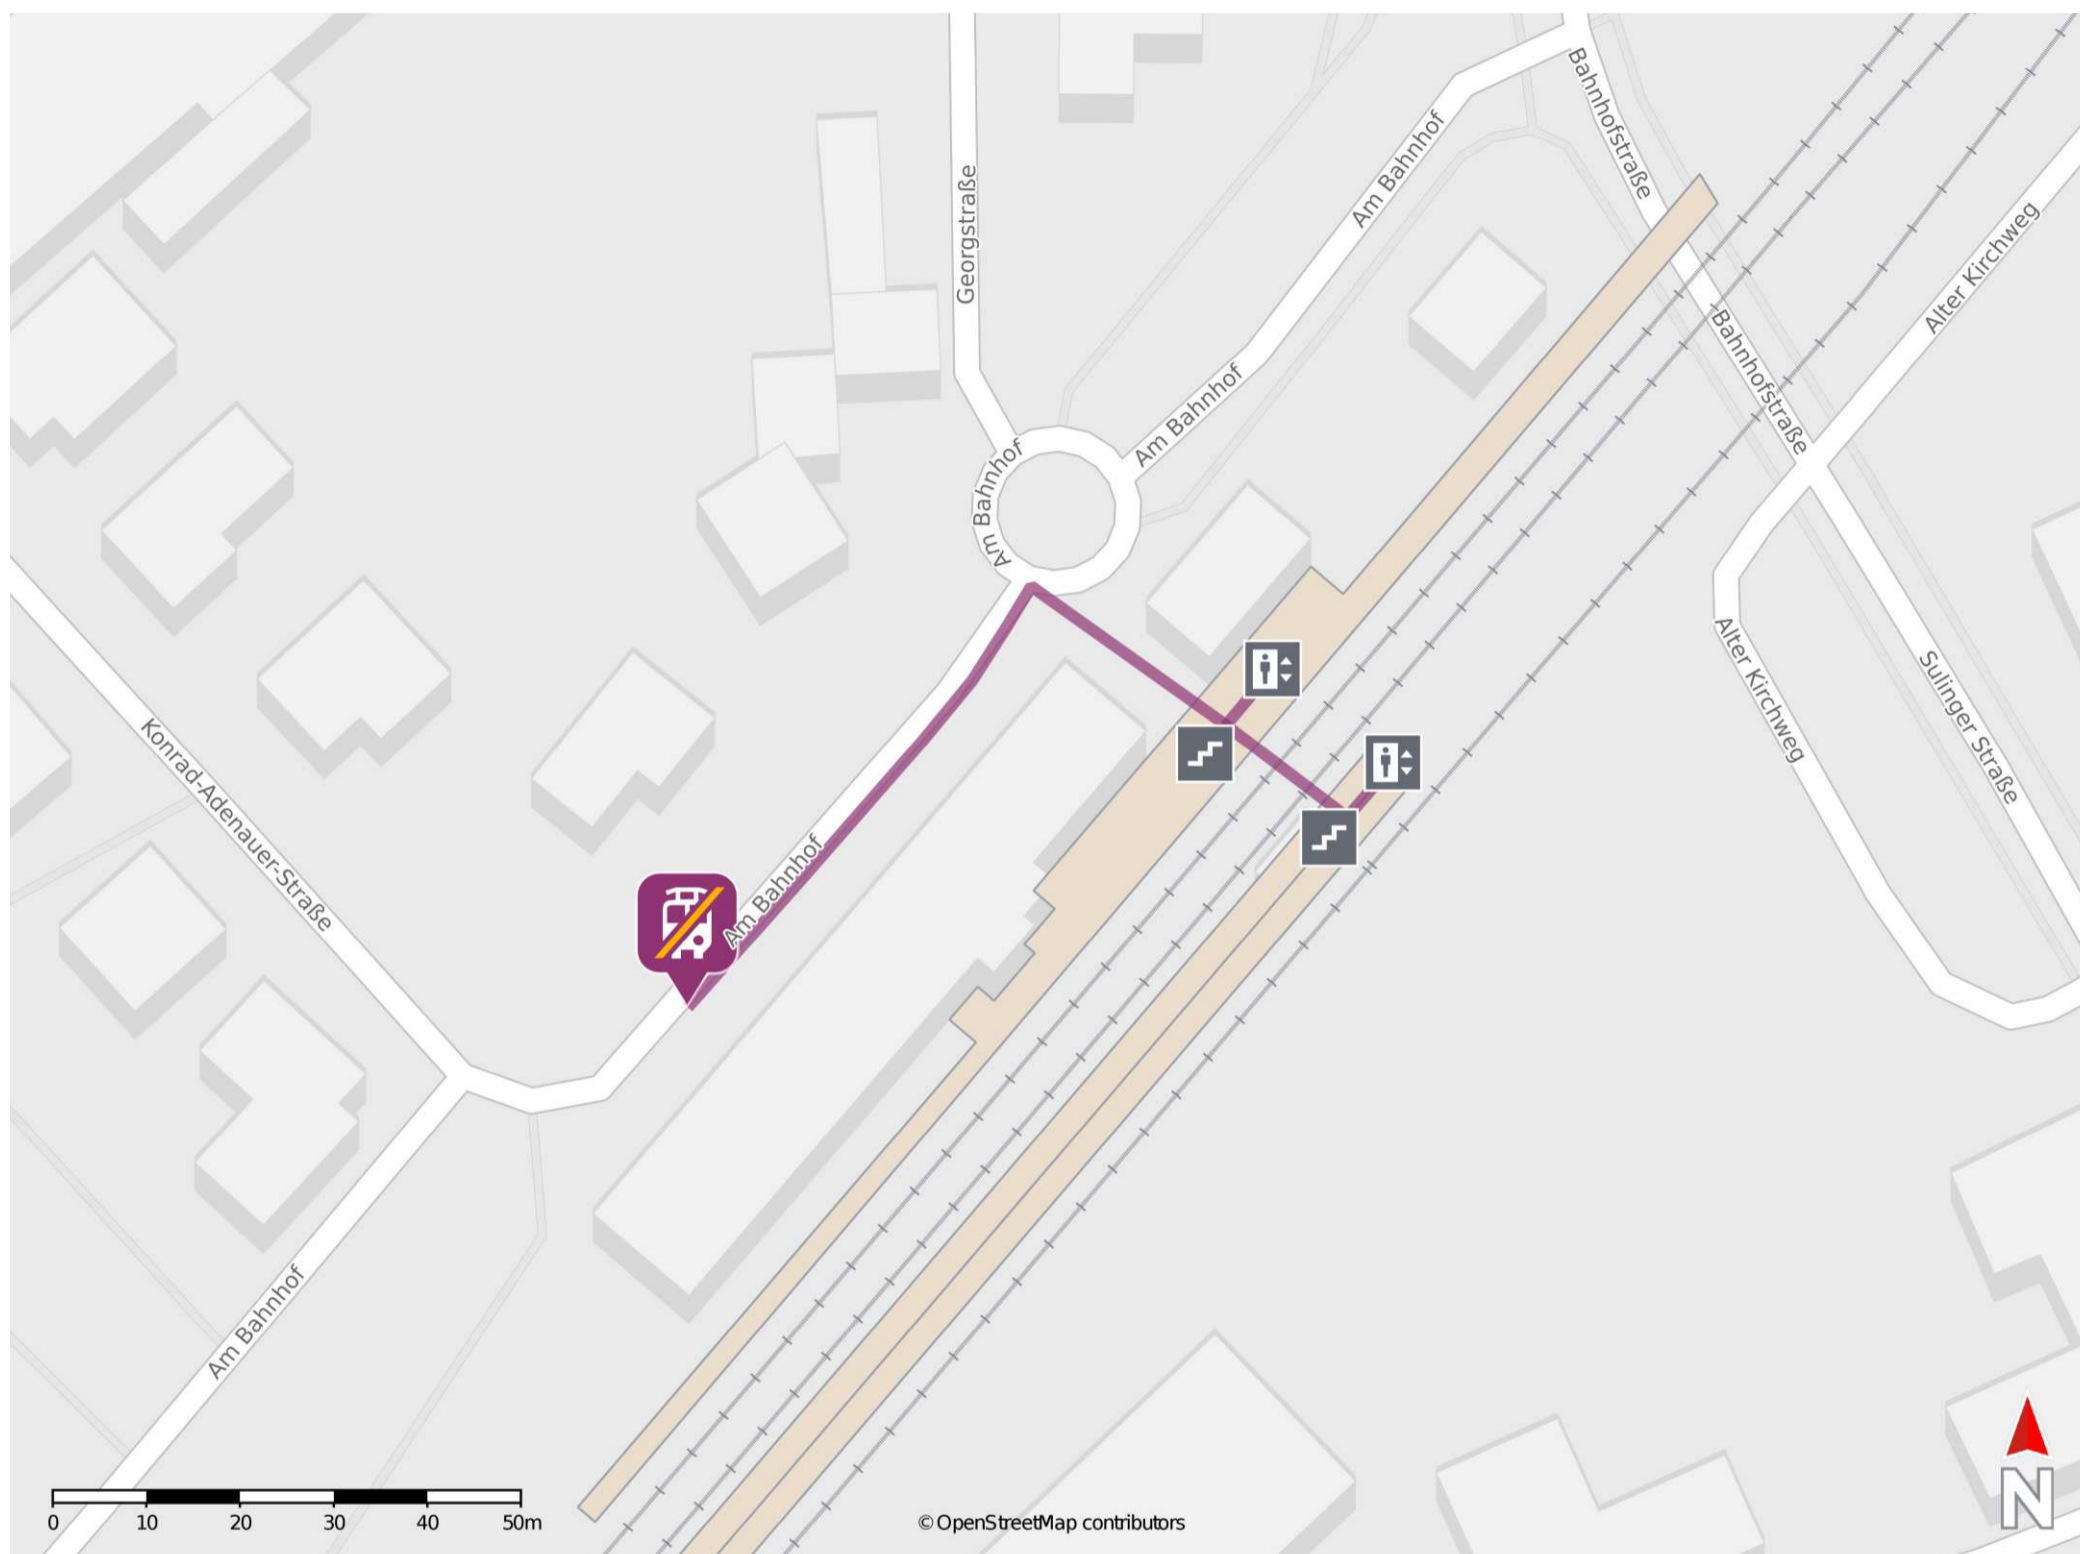 Bahnhofstraße
Am Bahnhof
Georgstraße
Alter Kirchweg
Bahnhofstraße
Am Bahnhof
Am Bahnhof
Alter Kirchweg
Sulinger Straße
Konrad-Adenauer-Straße
Am Bahnhof
Am Bahnhof
0 10 20 30 40 50m
© OpenStreetMap contributors
N